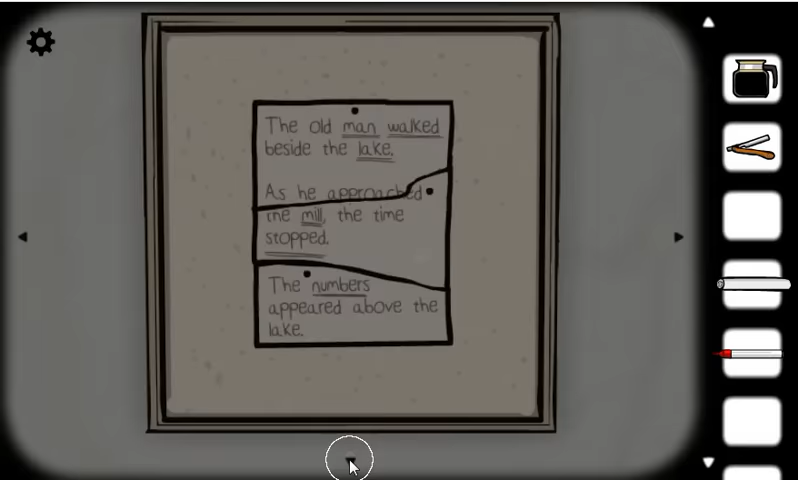 The old man walked
beside the lake.
As he approached
the mill, the time
stopped.
The numbers
appeared above the
lake.